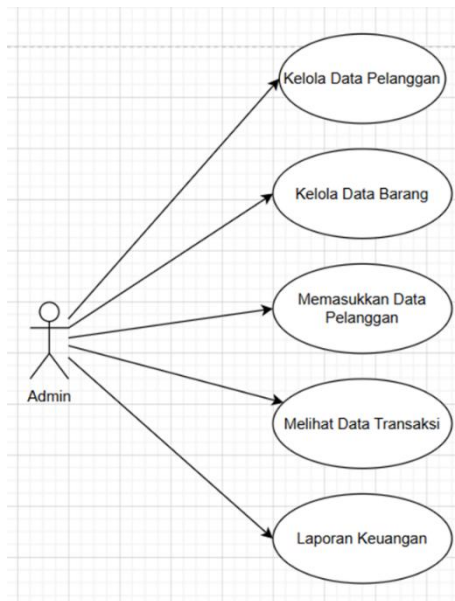 Kelola Data Pelanggan
Kelola Data Barang
Memasukkan Data
Pelanggan
Admin
Melihat Data Transaksi
Laporan Keuangan